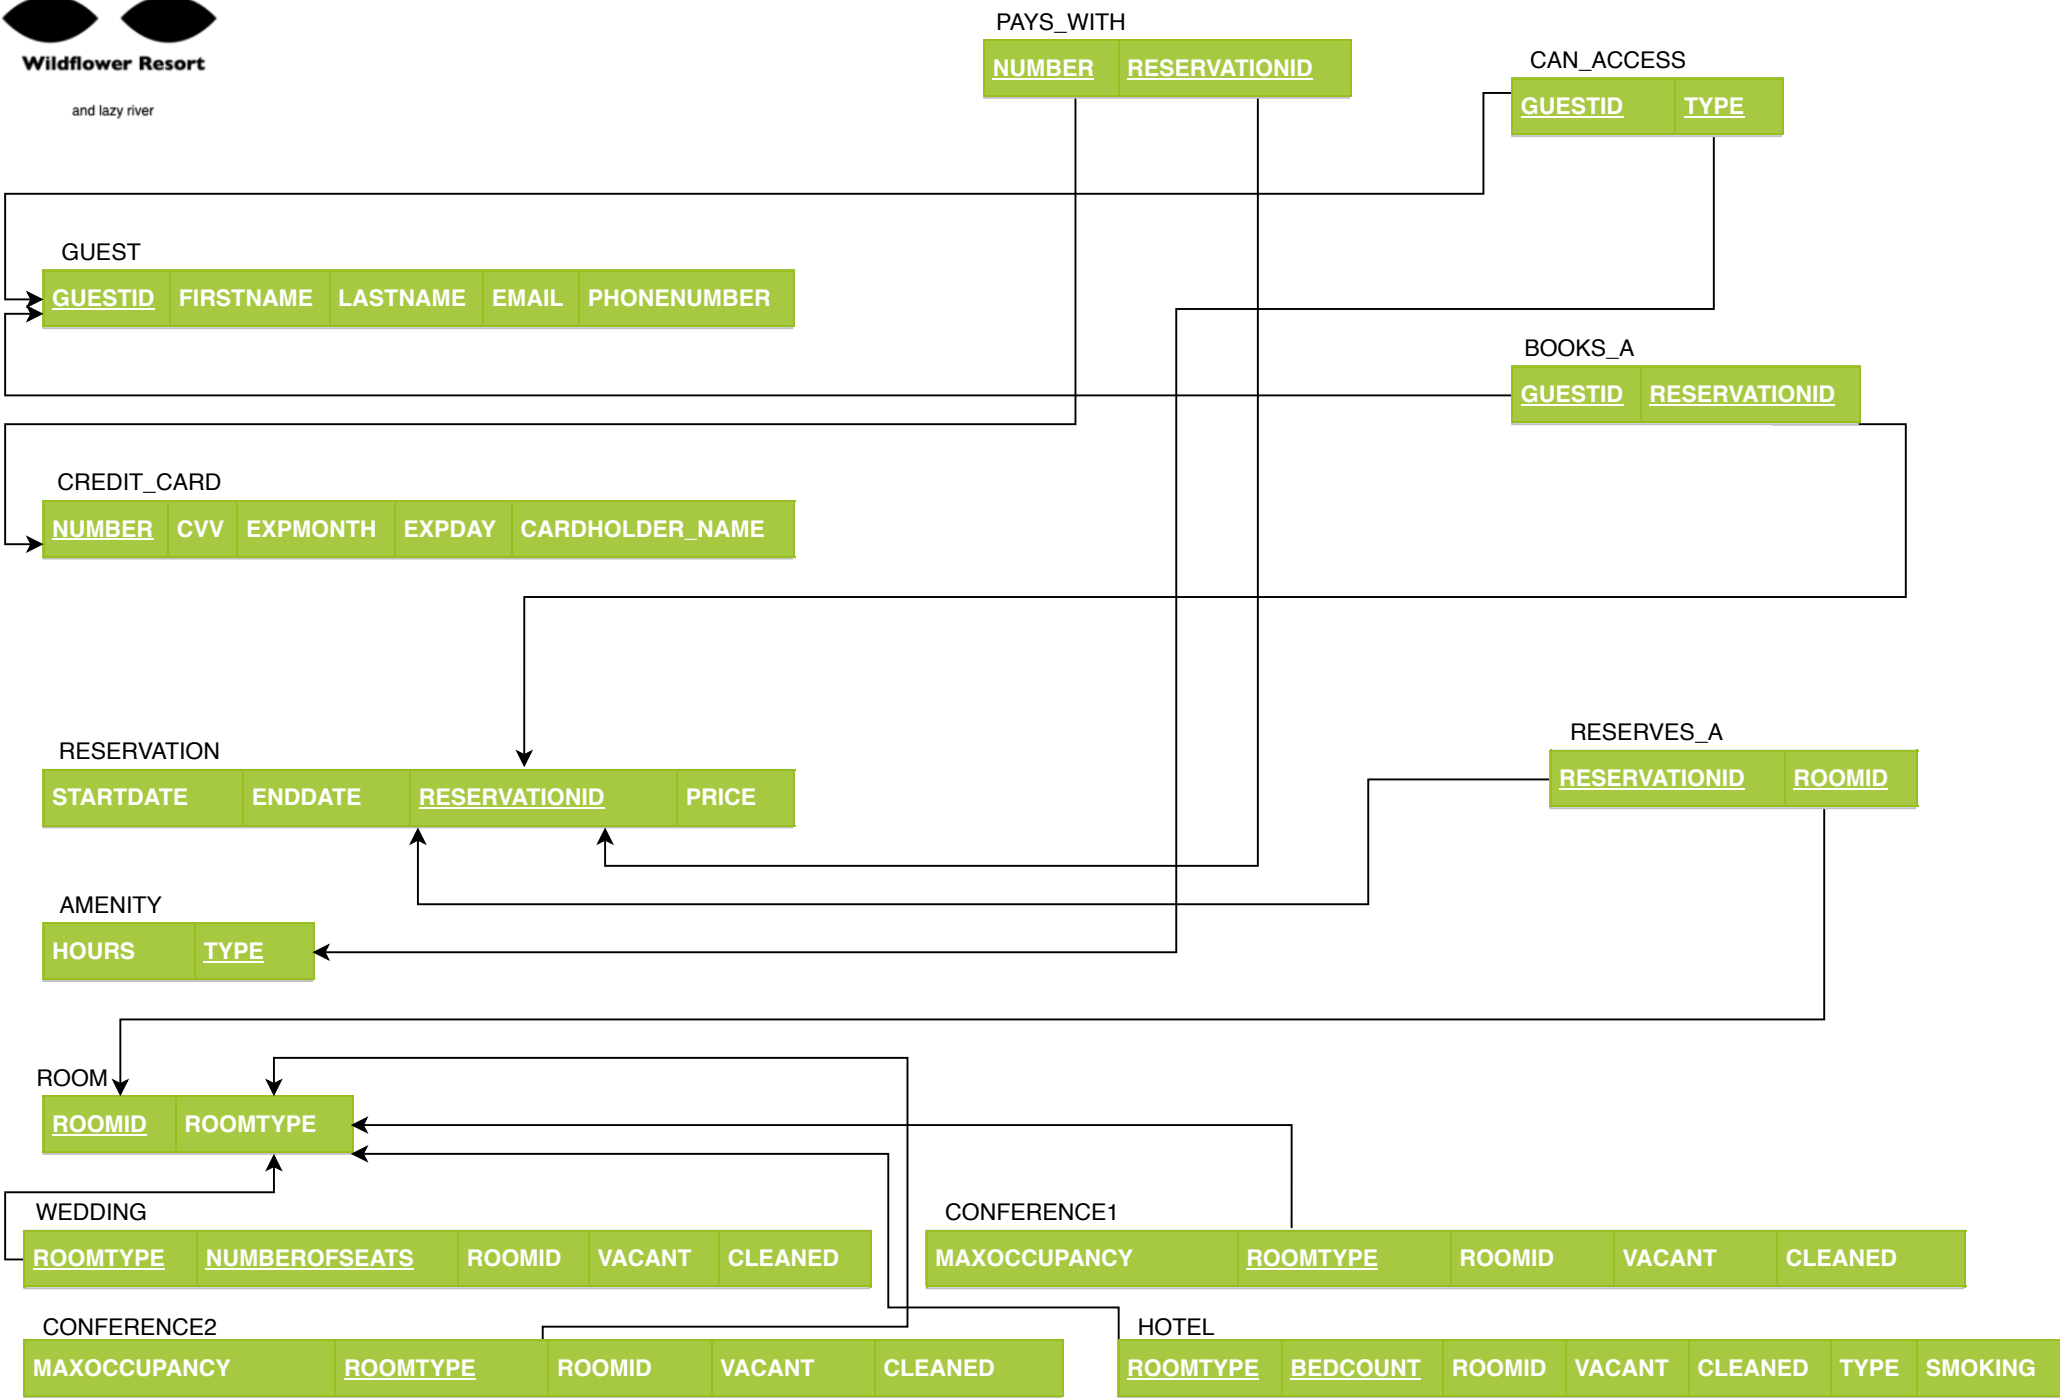 Wildflower Resort
and lazy river
PAYS_WITH
NUMBER RESERVATIONID
CAN_ACCESS
GUESTID TYPE
GUEST
GUESTID FIRSTNAME LASTNAME EMAIL PHONENUMBER
BOOKS_A
GUESTID RESERVATIONID
CREDIT_CARD
NUMBER CVV EXPMONTH EXPDAY CARDHOLDER_NAME
RESERVATION
STARTDATE ENDDATE RESERVATIONID PRICE
RESERVES_A
RESERVATIONID ROOMID
AMENITY
HOURS TYPE
ROOM
ROOMID ROOMTYPE
WEDDING
ROOMTYPE NUMBEROFSEATS ROOMID VACANT CLEANED
CONFERENCE1
MAXOCCUPANCY ROOMTYPE ROOMID VACANT CLEANED
CONFERENCE2
MAXOCCUPANCY ROOMTYPE ROOMID VACANT CLEANED
HOTEL
ROOMTYPE BEDCOUNT ROOMID VACANT CLEANED TYPE SMOKING